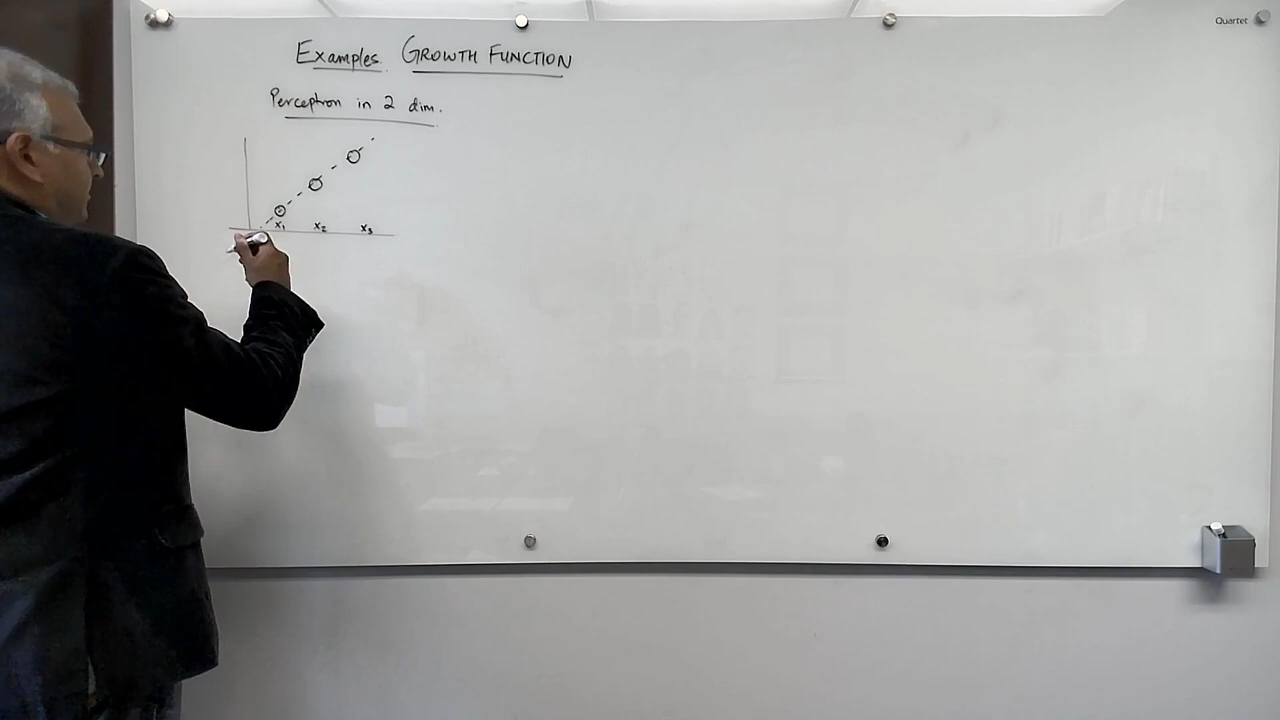 Examples. GROWTH FUNCTION
Perceptron in 2 dim.
x₁ x₂ x₃
Quartet